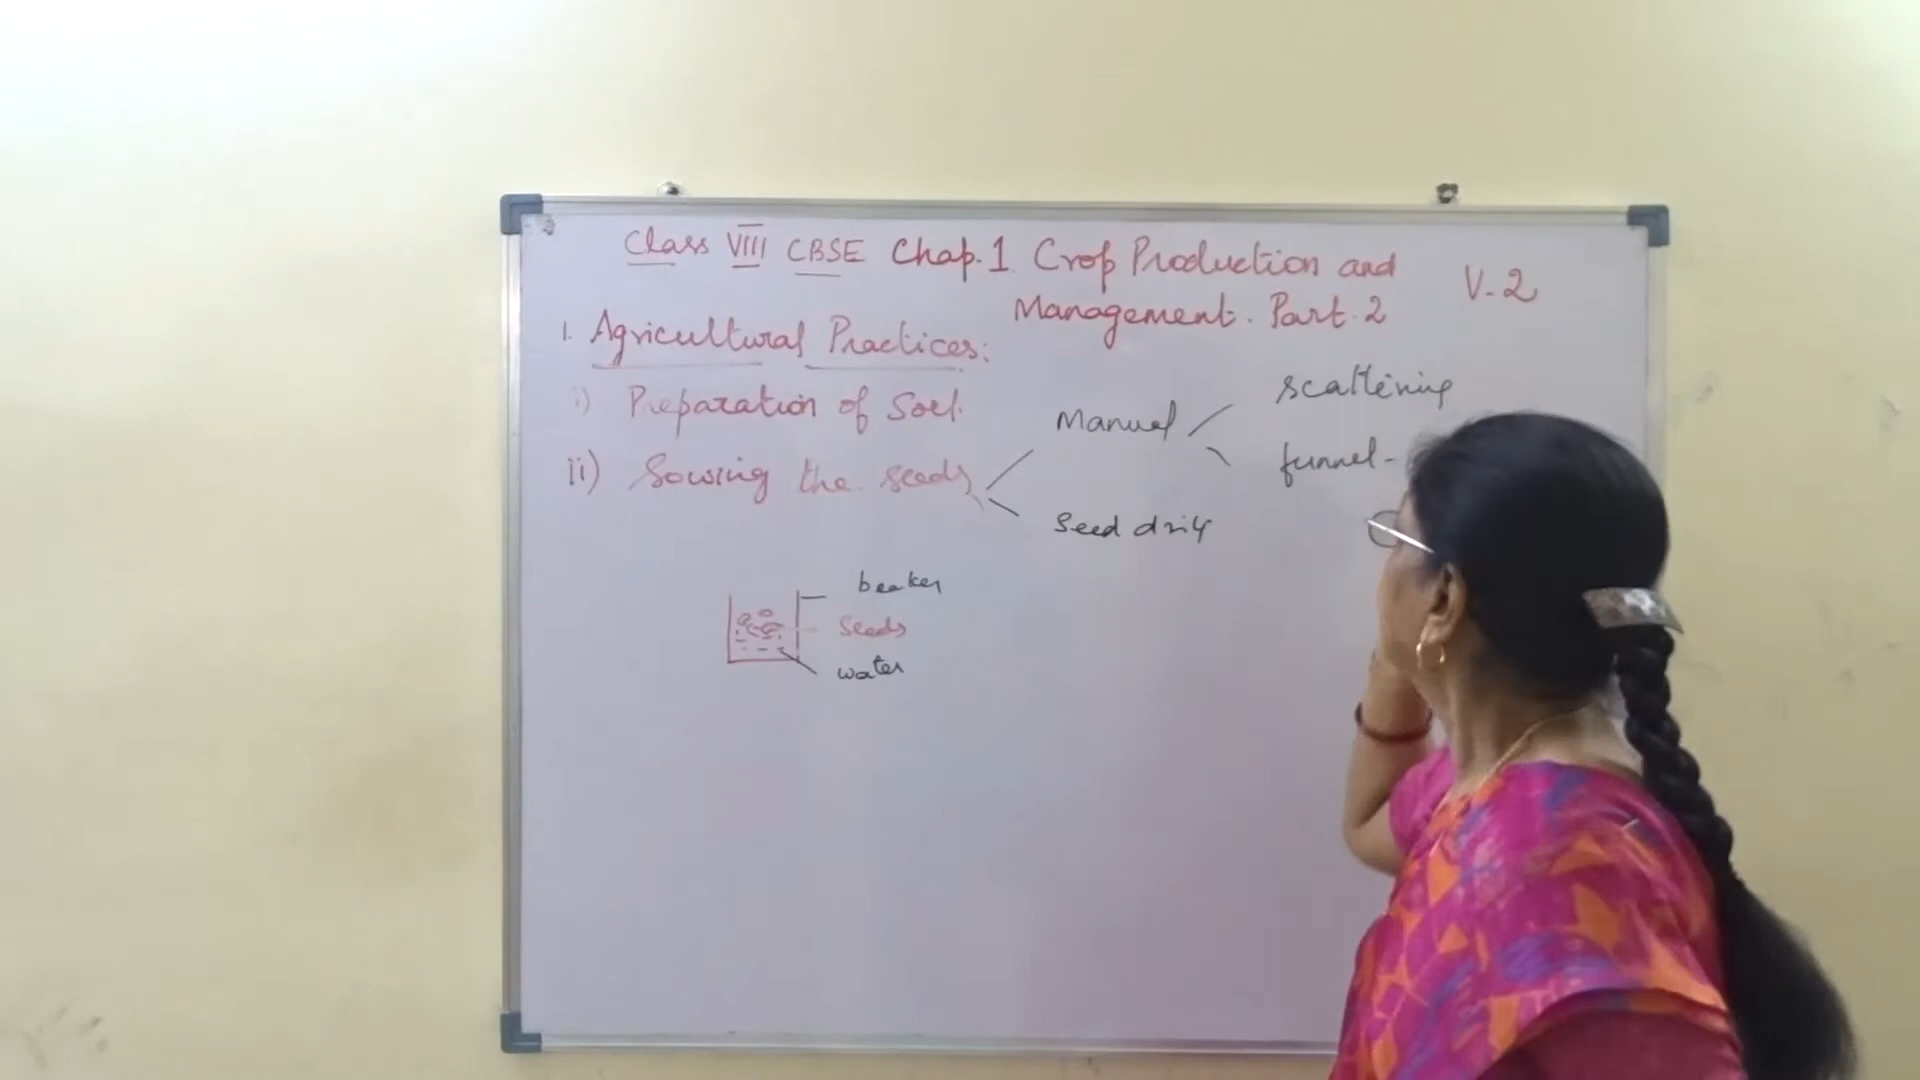 Class VIII CBSE Chap.1 Crop Production and
Management. Part.2
V-2
1. Agricultural Practices:
i) Preparation of Soil.
ii) Sowing the seeds
Manual
scattering
funnel-
Seed drill
beaker
Seeds
water